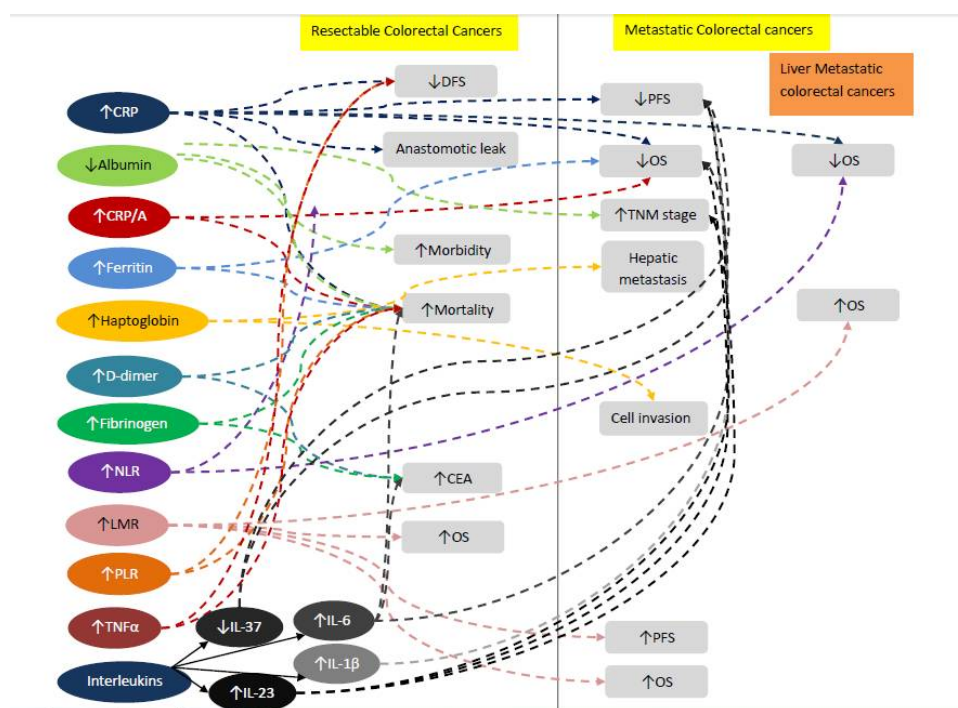 Resectable Colorectal Cancers
Metastatic Colorectal cancers
Liver Metastatic
colorectal cancers
↓DFS
↑CRP
↓PFS
Anastomotic leak
↓OS
↓OS
↓Albumin
↑CRP/A
↑TNM stage
↑Morbidity
Hepatic
metastasis
↑Ferritin
↑Mortality
↑OS
↑Haptoglobin
↑D-dimer
Cell invasion
↑Fibrinogen
↑NLR
↑CEA
↑LMR
↑OS
↑PLR
↑TNFα
↓IL-37
↑IL-6
↑PFS
↑IL-1β
Interleukins
↑IL-23
↑OS